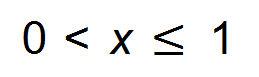 0 < x ≤ 1